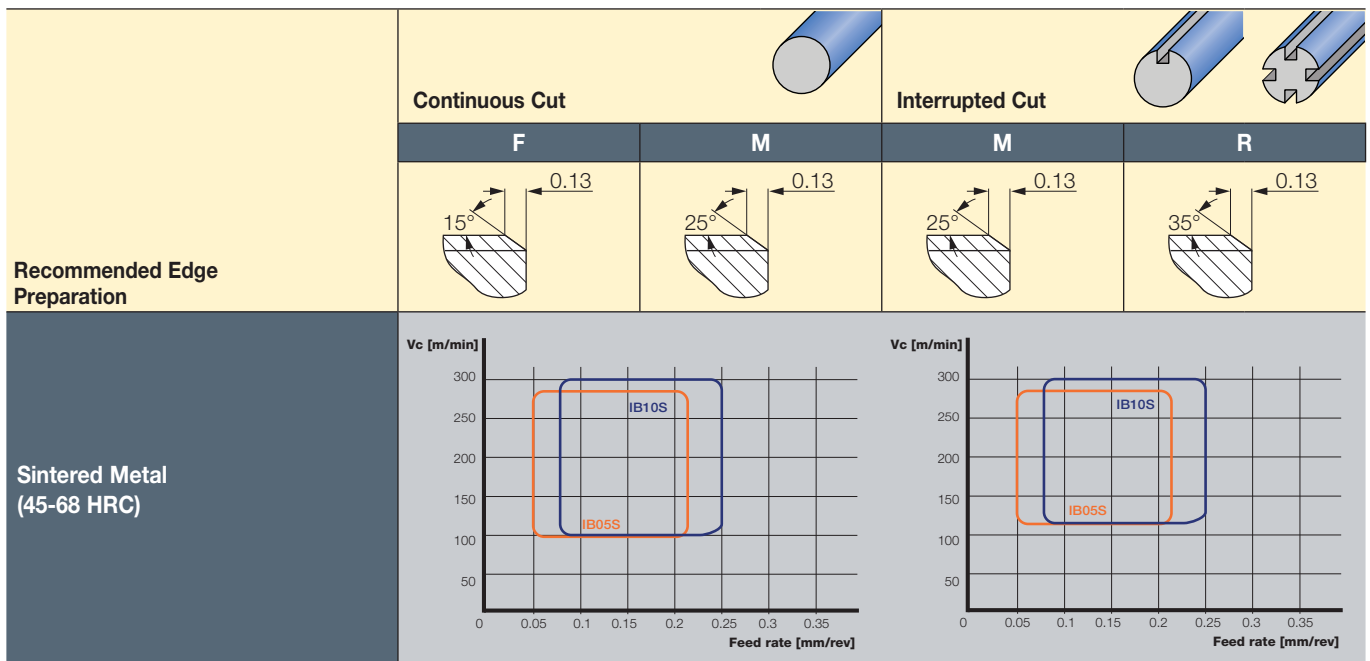 Continuous Cut
Interrupted Cut
F
M
M
R
Recommended Edge
Preparation
0.13
15°
0.13
25°
0.13
25°
0.13
35°
Sintered Metal
(45-68 HRC)
Vc [m/min]
300
250
200
150
100
50
IB10S
IB05S
0 0.05 0.1 0.15 0.2 0.25 0.3 0.35
Feed rate [mm/rev]
Vc [m/min]
300
250
200
150
100
50
IB10S
IB05S
0 0.05 0.1 0.15 0.2 0.25 0.3 0.35
Feed rate [mm/rev]